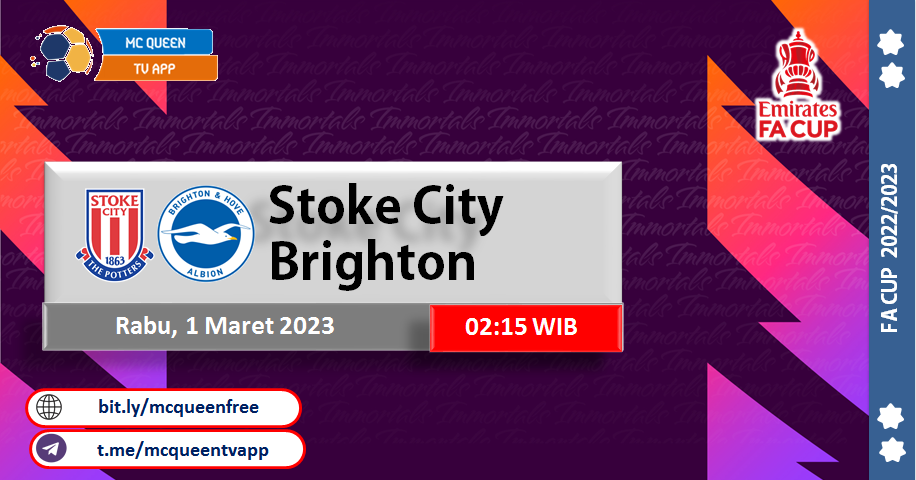 MC QUEEN
TV APP
Emirates
FA CUP
STOKE
CITY
1863
THE POTTERS
BRIGHTON & HOVE
ALBION
Stoke City
Brighton
Rabu, 1 Maret 2023
02:15 WIB
bit.ly/mcqueenfree
t.me/mcqueentvapp
FA CUP 2022/2023
Immortals